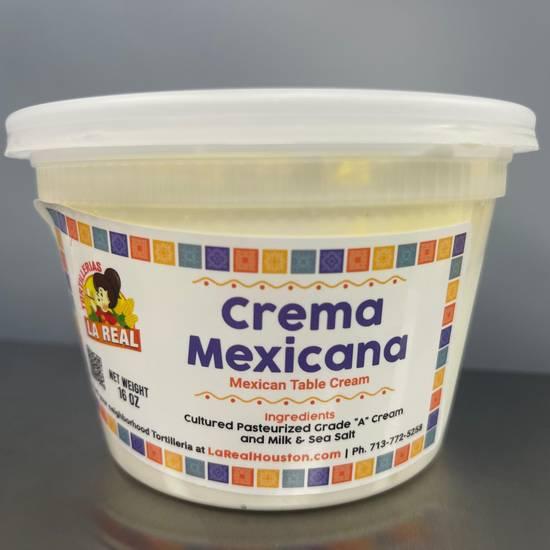 TORTILLERIAS
LA REAL
NET WEIGHT
16 OZ
Crema
Mexicana
Mexican Table Cream
Ingredients
Cultured Pasteurized Grade "A" Cream
and Milk & Sea Salt
neighborhood Tortilleria at LaRealHouston.com | Ph. 713-772-5258